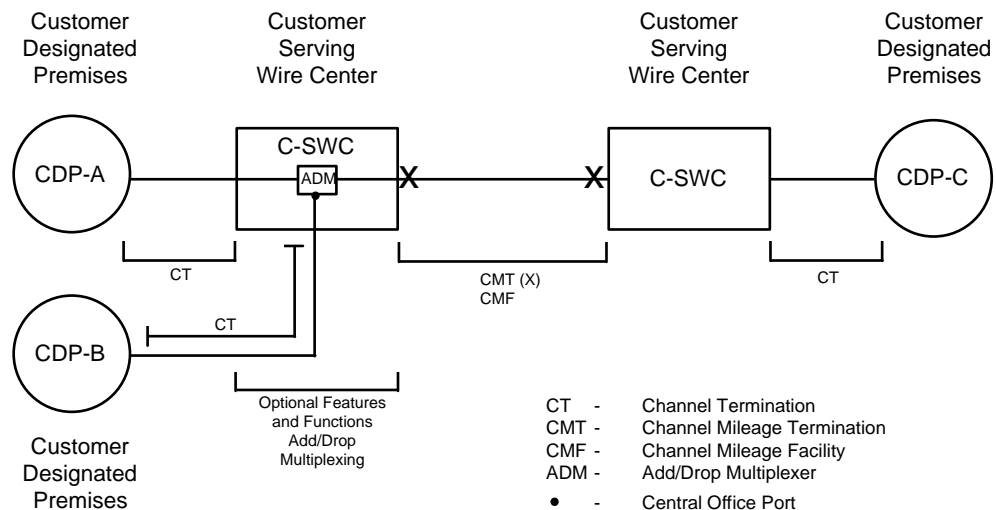 Customer
Designated
Premises
Customer
Serving
Wire Center
Customer
Serving
Wire Center
Customer
Designated
Premises
CDP-A
C-SWC
ADM
X
X
C-SWC
CDP-C
CT
CMT (X)
CMF
CT
CT
CDP-B
Optional Features
and Functions
Add/Drop
Multiplexing
Customer
Designated
Premises
CT - Channel Termination
CMT - Channel Mileage Termination
CMF - Channel Mileage Facility
ADM - Add/Drop Multiplexer
• - Central Office Port